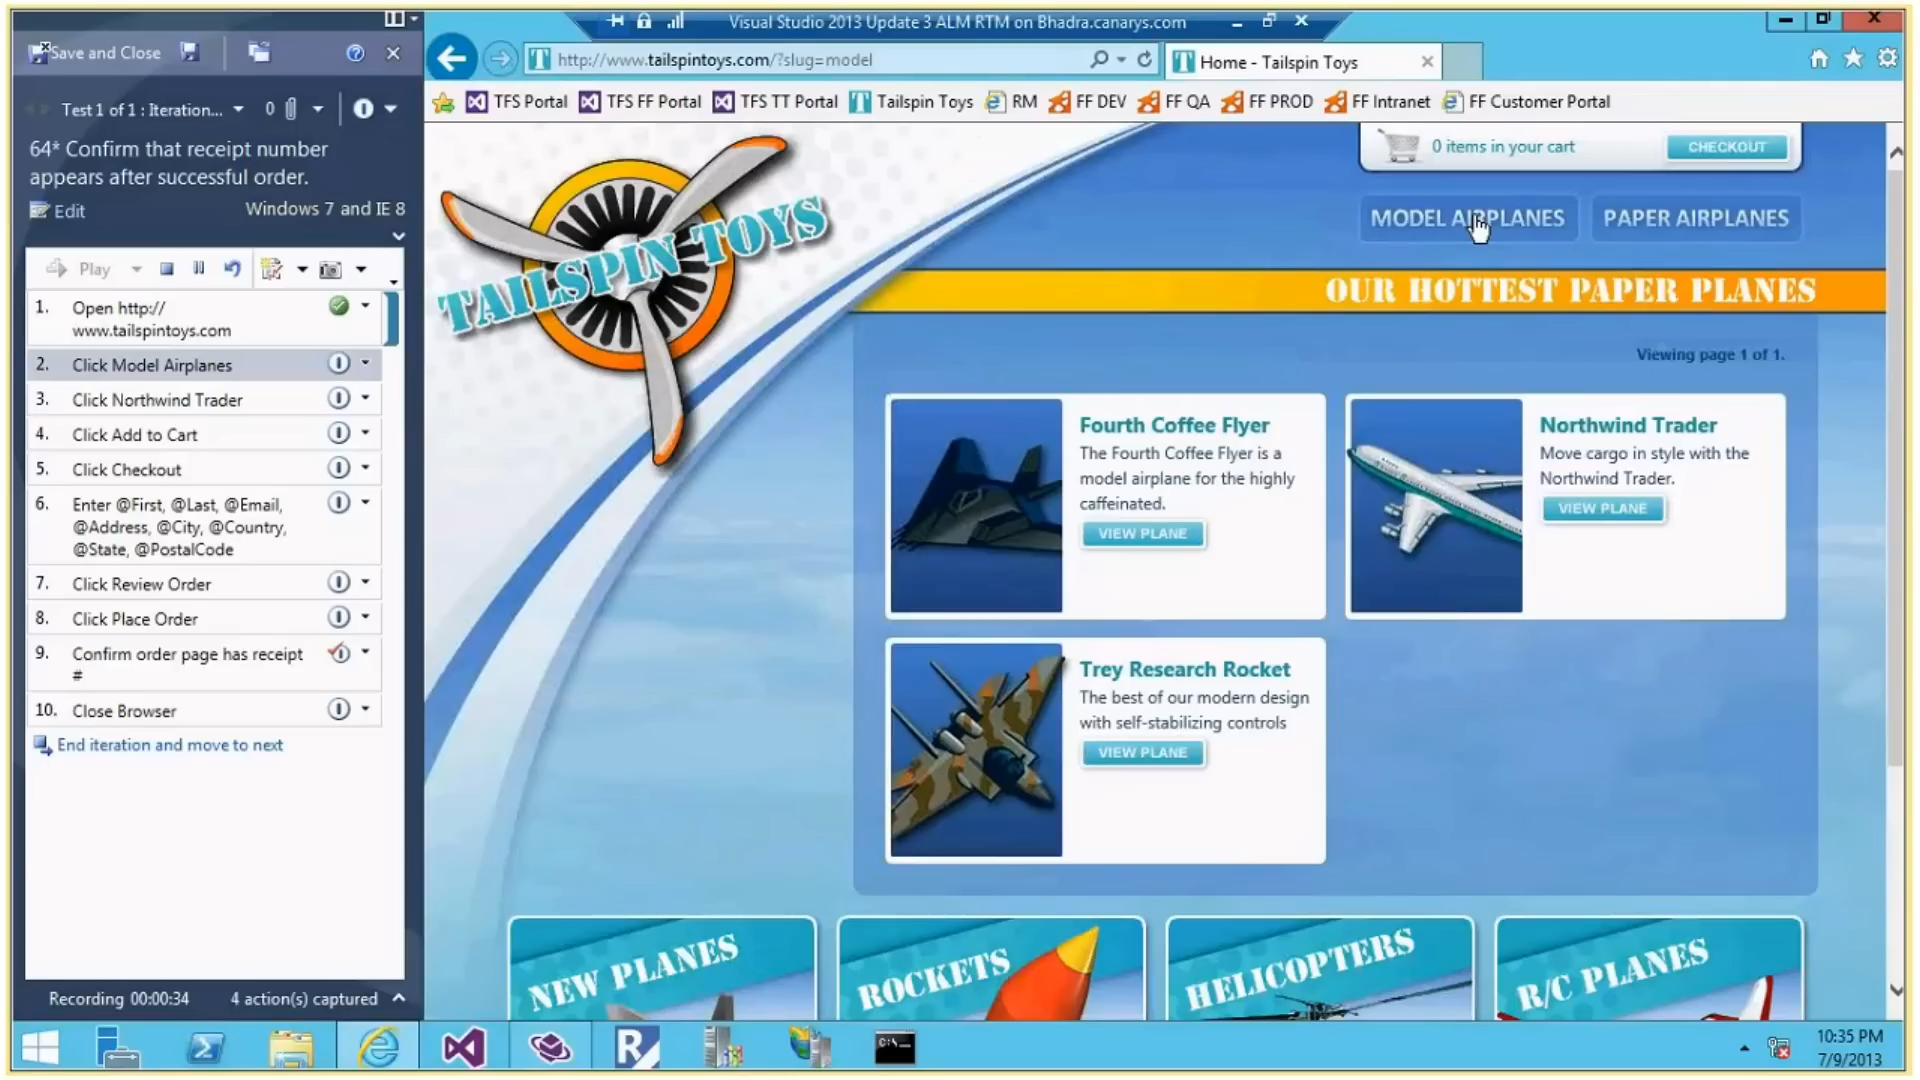 Visual Studio 2013 Update 3 ALM RTM on Bhadra.canarys.com
Save and Close
Test 1 of 1 : Iteration...
0
64* Confirm that receipt number
appears after successful order.
Edit
Windows 7 and IE 8
Play
1. Open http://
www.tailspintoys.com
2. Click Model Airplanes
3. Click Northwind Trader
4. Click Add to Cart
5. Click Checkout
6. Enter @First, @Last, @Email,
@Address, @City, @Country,
@State, @PostalCode
7. Click Review Order
8. Click Place Order
9. Confirm order page has receipt
#
10. Close Browser
End iteration and move to next
Recording 00:00:34
4 action(s) captured
http://www.tailspintoys.com/?slug=model
Home - Tailspin Toys
TFS Portal
TFS FF Portal
TFS TT Portal
Tailspin Toys
RM
FF DEV
FF QA
FF PROD
FF Intranet
FF Customer Portal
TAILSPIN TOYS
0 items in your cart
CHECKOUT
MODEL AIRPLANES
PAPER AIRPLANES
OUR HOTTEST PAPER PLANES
Viewing page 1 of 1.
Fourth Coffee Flyer
The Fourth Coffee Flyer is a
model airplane for the highly
caffeinated.
VIEW PLANE
Northwind Trader
Move cargo in style with the
Northwind Trader.
VIEW PLANE
Trey Research Rocket
The best of our modern design
with self-stabilizing controls
VIEW PLANE
NEW PLANES
ROCKETS
HELICOPTERS
R/C PLANES
10:35 PM
7/9/2013